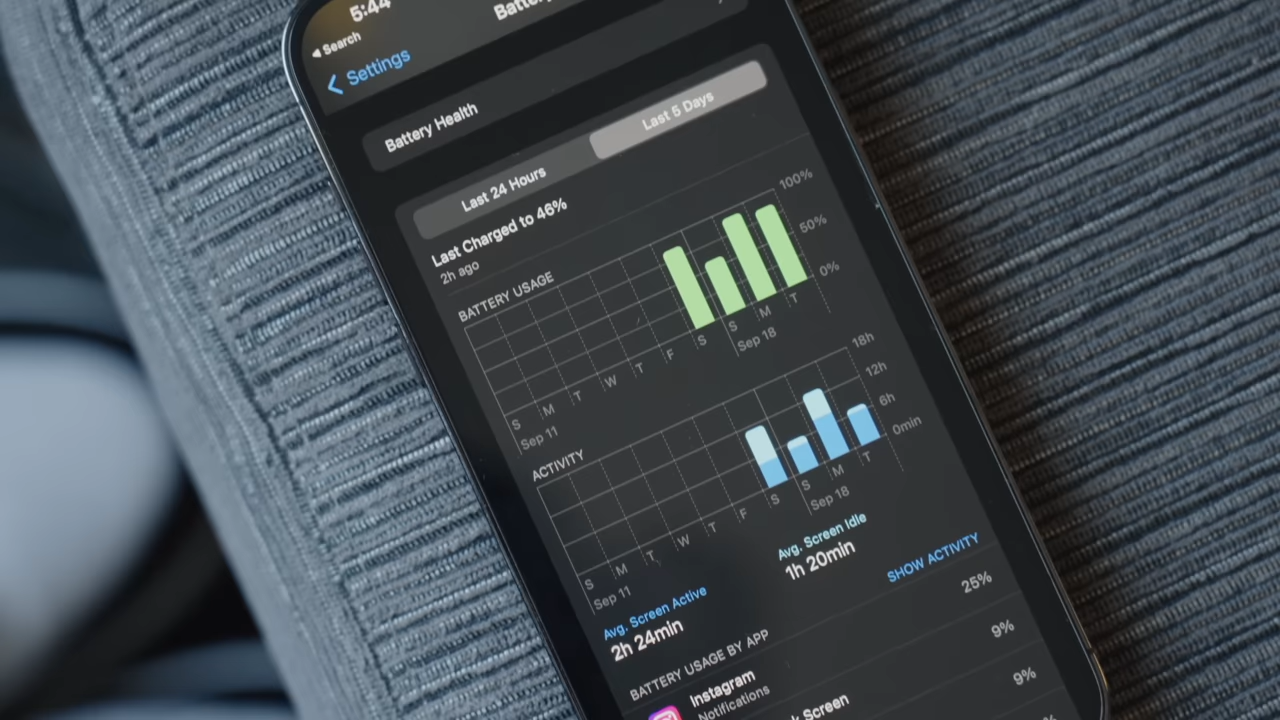 5:44
◀ Search
Settings
Battery Health
Last 24 Hours
Last 5 Days
Last Charged to 46%
2h ago
BATTERY USAGE
100%
50%
0%
S M T W T F S S M T
Sep 11
Sep 18
ACTIVITY
18h
12h
6h
0min
S M T W T F S S M T
Sep 11
Sep 18
Avg. Screen Active
2h 24min
Avg. Screen Idle
1h 20min
BATTERY USAGE BY APP
SHOW ACTIVITY
Instagram
25%
Notifications
Screen
9%
9%